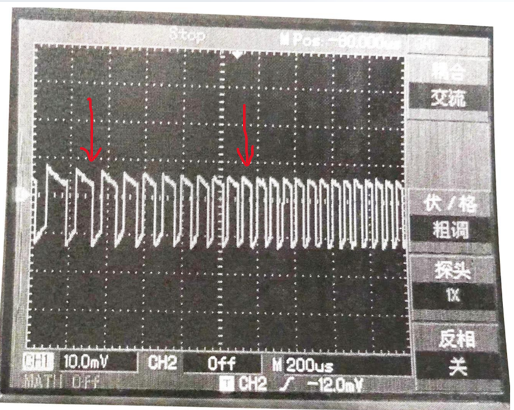 Stop M Pos: -80.000us
耦合
交流
伏/格
粗调
探头
1X
反相
关
CH1 10.0mV CH2 Off M 200us
MATH Off T CH2 -12.0mV